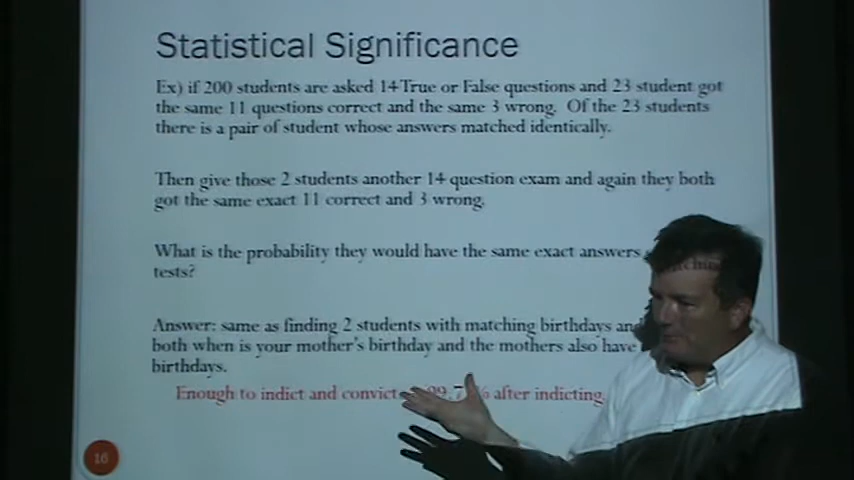 Statistical Significance
Ex) if 200 students are asked 14 True or False questions and 23 student got
the same 11 questions correct and the same 3 wrong. Of the 23 students
there is a pair of student whose answers matched identically.
Then give those 2 students another 14 question exam and again they both
got the same exact 11 correct and 3 wrong.
What is the probability they would have the same exact answers
tests?
Answer: same as finding 2 students with matching birthdays
both when is your mother's birthday and the mothers also have
birthdays.
Enough to indict and convict after indicting.
16